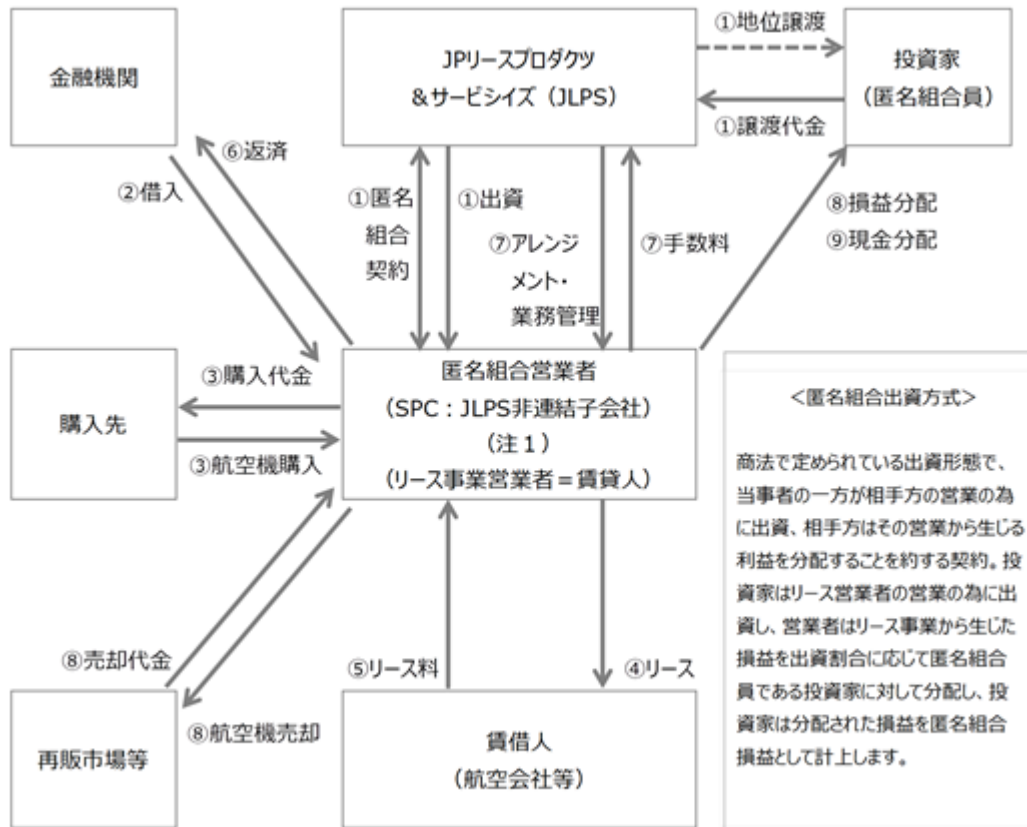 ①地位譲渡
金融機関
JPリースプロダクツ
&サービシイズ（JLPS）
投資家
（匿名組合員）
①譲渡代金
⑥返済
②借入
①匿名
組合
契約
①出資
⑦アレンジ
メント・
業務管理
⑦手数料
⑧損益分配
⑨現金分配
購入先
③購入代金
③航空機購入
匿名組合営業者
（SPC：JLPS非連結子会社）
（注１）
（リース事業営業者＝賃貸人）
＜匿名組合出資方式＞
商法で定められている出資形態で、
当事者の一方が相手方の営業の為
に出資、相手方はその営業から生じる
利益を分配することを約する契約。投
資家はリース営業者の営業の為に出
資し、営業者はリース事業から生じた
損益を出資割合に応じて匿名組合
員である投資家に対して分配し、投
資家は分配された損益を匿名組合
損益として計上します。
⑧売却代金
⑧航空機売却
⑤リース料
④リース
再販市場等
賃借人
（航空会社等）